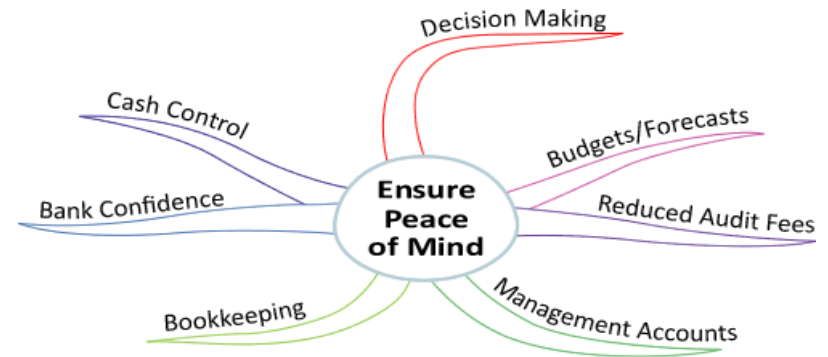 Decision Making
Cash Control
Budgets/Forecasts
Bank Confidence
Ensure
Peace
of Mind
Reduced Audit Fees
Bookkeeping
Management Accounts